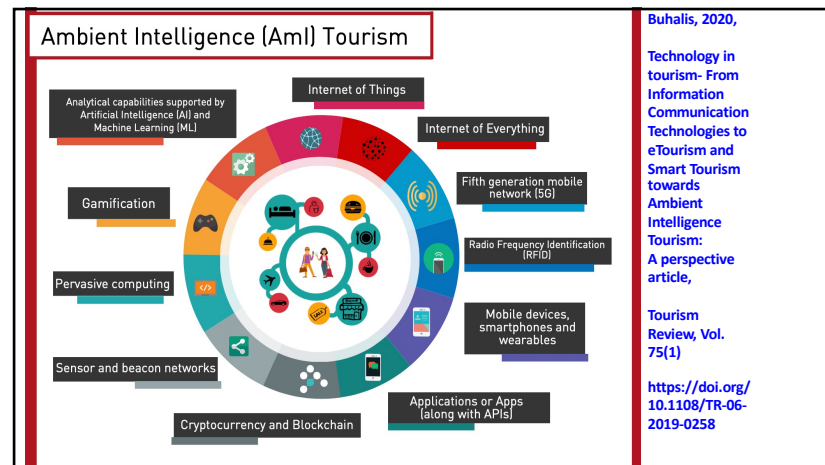 Ambient Intelligence (AmI) Tourism
Internet of Things
Analytical capabilities supported by
Artificial Intelligence (AI) and
Machine Learning (ML)
Internet of Everything
Gamification
Fifth generation mobile
network (5G)
Radio Frequency Identification
(RFID)
Pervasive computing
Mobile devices,
smartphones and
wearables
Sensor and beacon networks
Applications or Apps
(along with APIs)
Cryptocurrency and Blockchain
</>
SALE
Buhalis, 2020,
Technology in
tourism- From
Information
Communication
Technologies to
eTourism and
Smart Tourism
towards
Ambient
Intelligence
Tourism:
A perspective
article,
Tourism
Review, Vol.
75(1)
https://doi.org/
10.1108/TR-06-
2019-0258